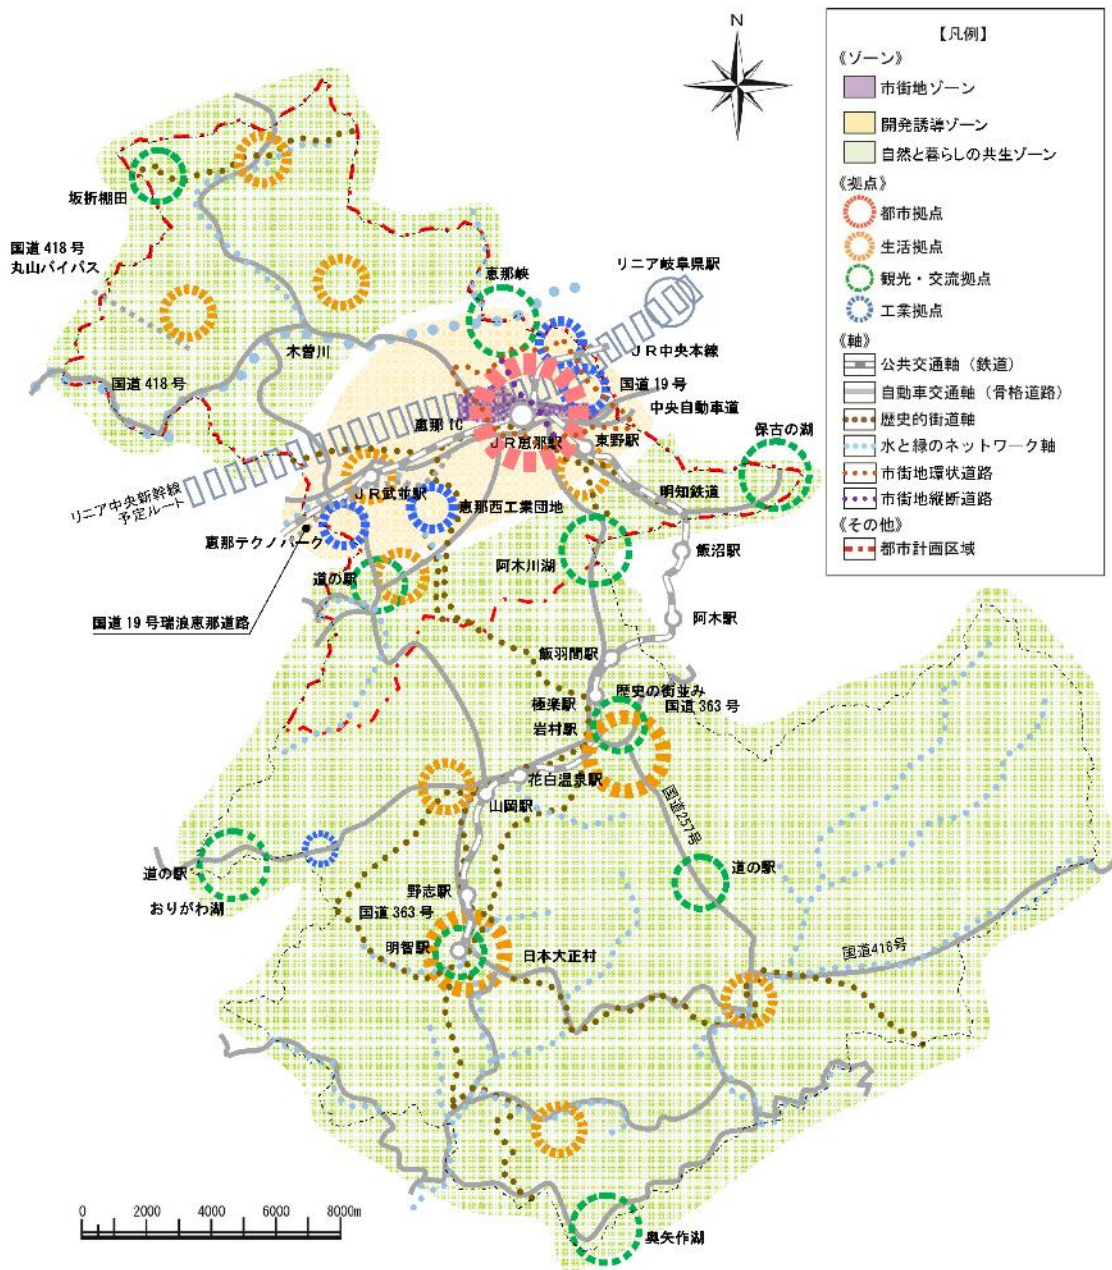 N
【凡例】
《ゾーン》
市街地ゾーン
開発誘導ゾーン
自然と暮らしの共生ゾーン
《拠点》
都市拠点
生活拠点
観光・交流拠点
工業拠点
《軸》
公共交通軸（鉄道）
自動車交通軸（骨格道路）
歴史的街道軸
水と緑のネットワーク軸
市街地環状道路
市街地縦断道路
《その他》
都市計画区域
坂折棚田
国道418号
丸山バイパス
恵那峡
リニア岐阜県駅
木曽川
JR中央本線
国道418号
国道19号
中央自動車道
恵那IC
JR恵那駅
東野駅
保古の湖
リニア中央新幹線
予定ルート
JR武並駅
明知鉄道
恵那西工業団地
恵那テクノパーク
飯沼駅
道の駅
阿木川湖
国道19号瑞浪恵那道路
阿木駅
飯羽間駅
極楽駅
歴史の街並み
国道363号
岩村駅
花白温泉駅
山岡駅
国道257号
道の駅
おりがわ湖
道の駅
野志駅
国道363号
明智駅
日本大正村
国道418号
奥矢作湖
0 2000 4000 6000 8000m